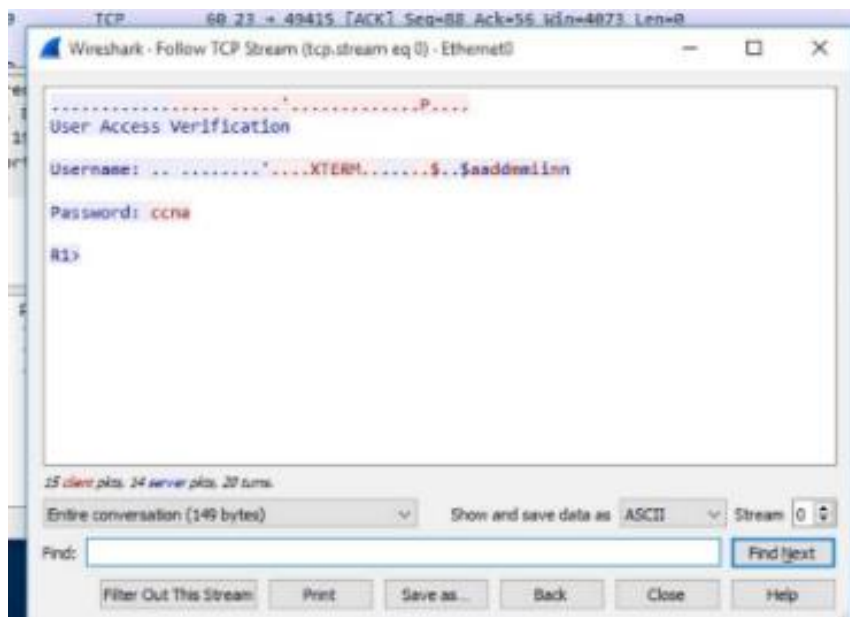 TCP 60 23 → 49415 [ACK] Seq=88 Ack=56 Win=4073 Len=0
Wireshark · Follow TCP Stream (tcp.stream eq 0) · Ethernet0
.................. .....'.............P....
User Access Verification
Username: .. ........'....XTERM.......$..$aaddmmiinn
Password: ccna
R1>
15 client pkts, 14 server pkts, 20 turns.
Entire conversation (149 bytes)
Show and save data as ASCII
Stream 0
Find:
Find Next
Filter Out This Stream
Print
Save as...
Back
Close
Help